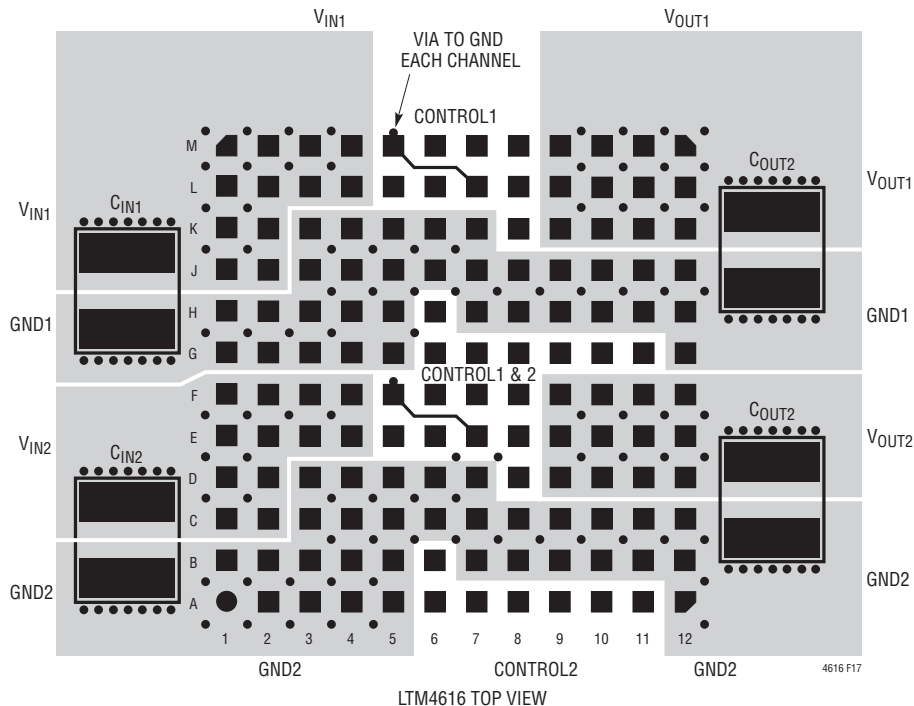 VIN1
VOUT1
VIA TO GND
EACH CHANNEL
CONTROL1
M
COUT2
L
VOUT1
VIN1
CIN1
K
J
H
GND1
GND1
G
CONTROL1 & 2
F
COUT2
E
VIN2
VOUT2
CIN2
D
C
B
GND2
GND2
A
1 2 3 4 5 6 7 8 9 10 11 12
GND2 CONTROL2 GND2
4616 F17
LTM4616 TOP VIEW